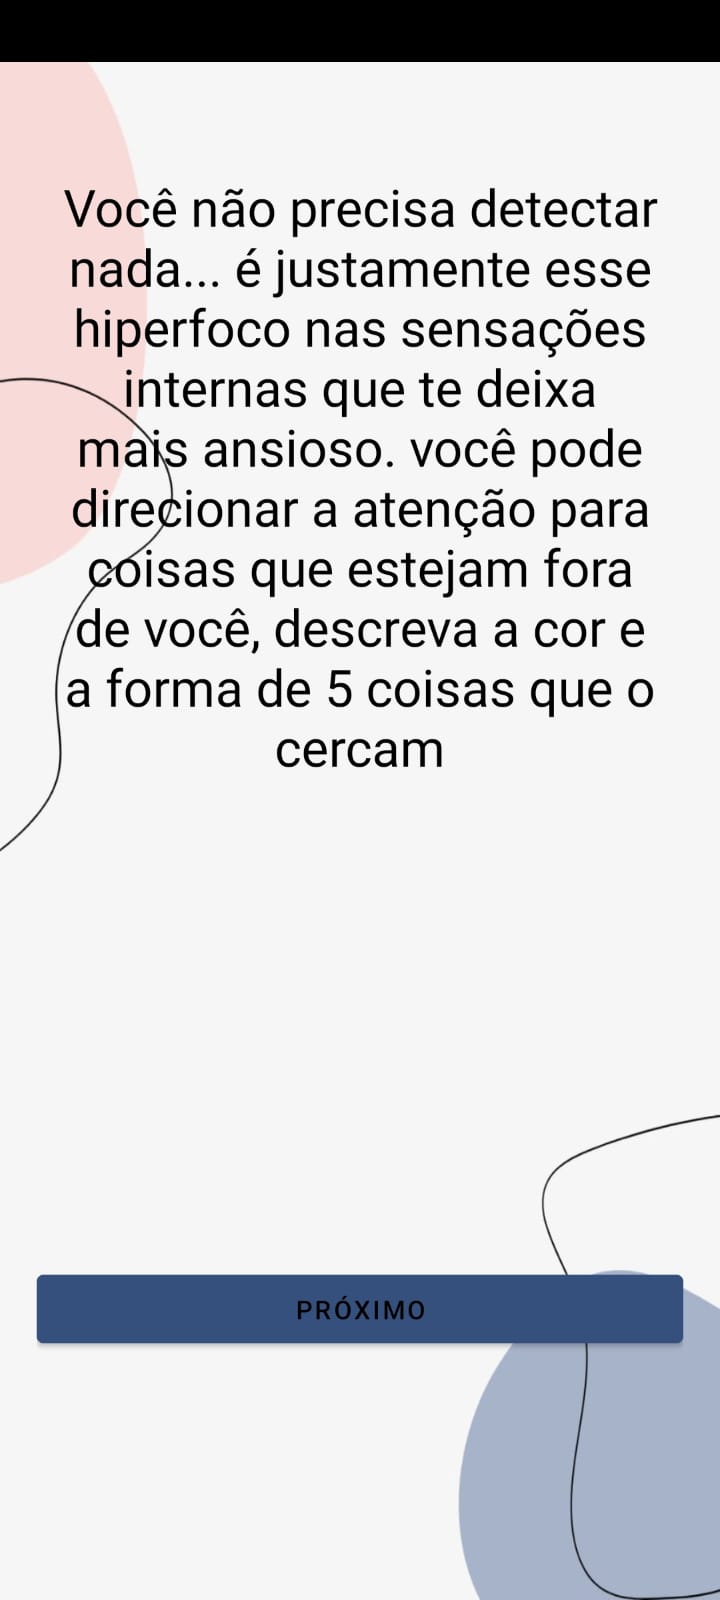 Você não precisa detectar
nada... é justamente esse
hiperfoco nas sensações
internas que te deixa
mais ansioso. você pode
direcionar a atenção para
coisas que estejam fora
de você, descreva a cor e
a forma de 5 coisas que o
cercam
PRÓXIMO